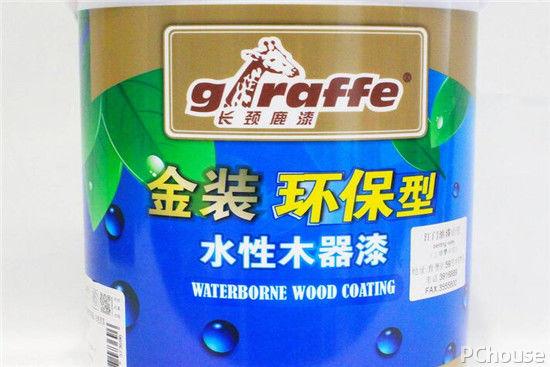 giraffe®
长颈鹿漆
金装 环保型
水性木器漆
WATERBORNE WOOD COATING
FAX:
PChouse